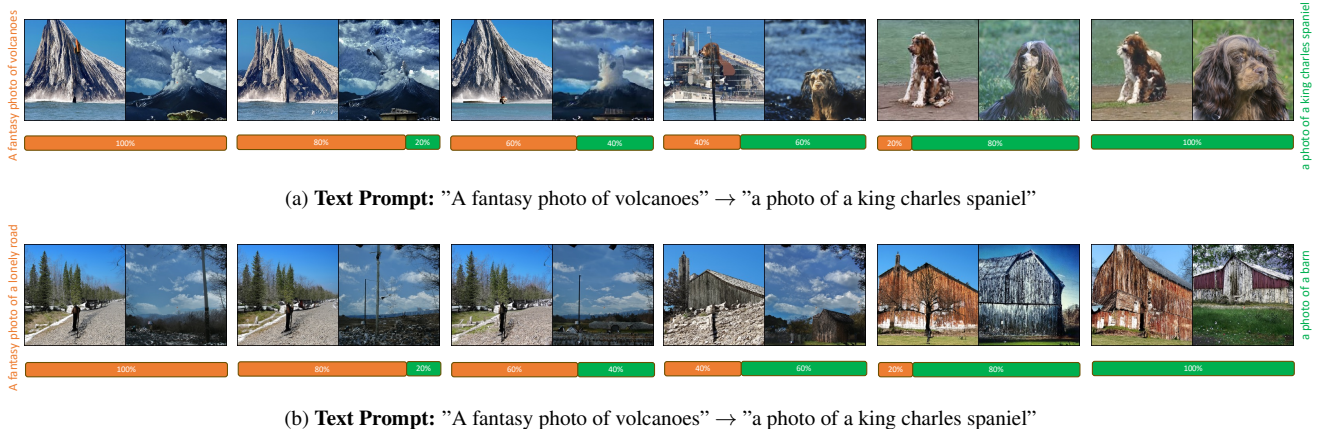 A fantasy photo of volcanoes
100%
80% 20%
60% 40%
40% 60%
20% 80%
100%
a photo of a king charles spaniel
(a) Text Prompt: ”A fantasy photo of volcanoes” → ”a photo of a king charles spaniel”
A fantasy photo of a lonely road
100%
80% 20%
60% 40%
40% 60%
20% 80%
100%
a photo of a barn
(b) Text Prompt: ”A fantasy photo of volcanoes” → ”a photo of a king charles spaniel”